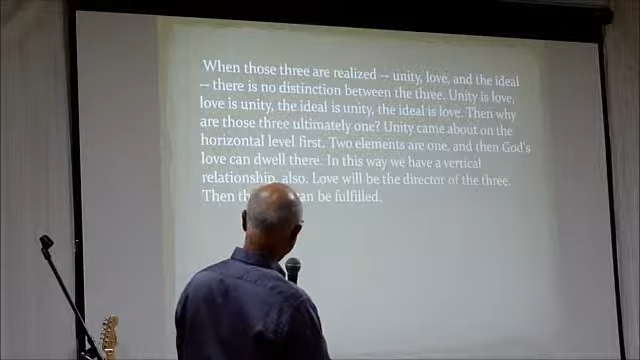 When those three are realized – unity, love, and the ideal
– there is no distinction between the three. Unity is love,
love is unity, the ideal is unity, the ideal is love. Then why
are those three ultimately one? Unity came about on the
horizontal level first. Two elements are one, and then God's
love can dwell there. In this way we have a vertical
relationship, also. Love will be the director of the three.
Then can be fulfilled.